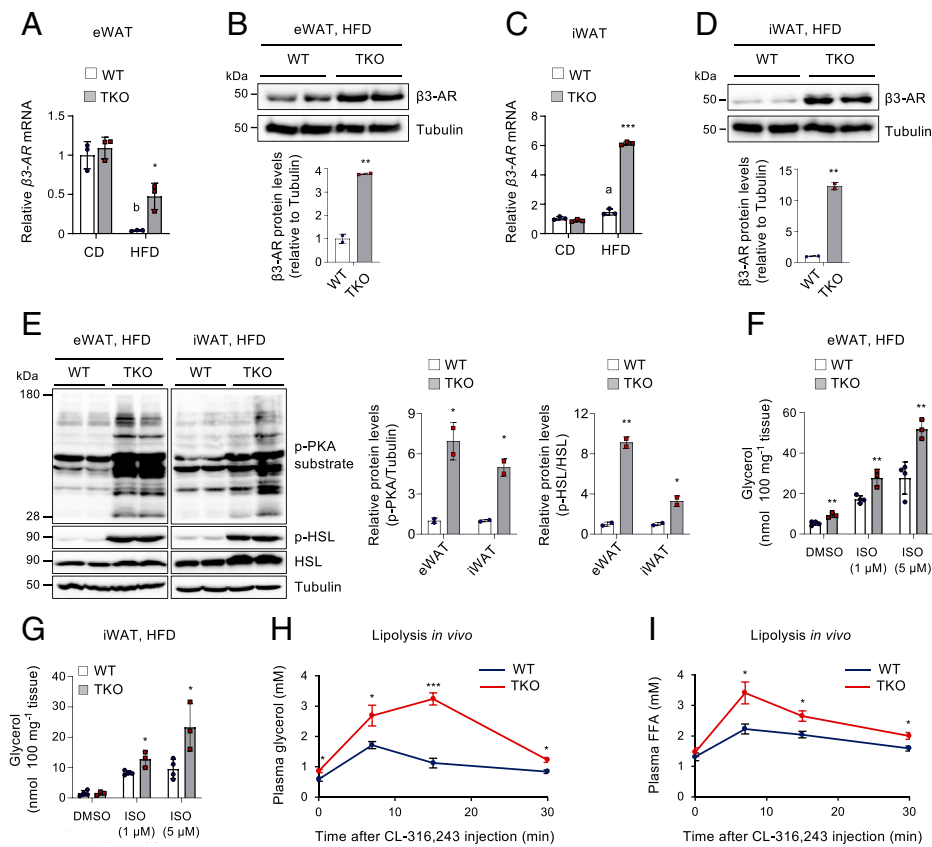 A
eWAT
WT
TKO
Relative β3-AR mRNA
1.5
1
0.5
0
b
*
CD
HFD
B
eWAT, HFD
WT
TKO
kDa
50
β3-AR
50
Tubulin
β3-AR protein levels
(relative to Tubulin)
4
3
2
1
0
**
WT
TKO
C
iWAT
WT
TKO
Relative β3-AR mRNA
8
6
4
2
0
a
***
CD
HFD
D
iWAT, HFD
WT
TKO
kDa
50
β3-AR
50
Tubulin
β3-AR protein levels
(relative to Tubulin)
15
10
5
0
**
WT
TKO
E
eWAT, HFD
iWAT, HFD
WT
TKO
WT
TKO
kDa
180
p-PKA
substrate
28
90
p-HSL
90
HSL
50
Tubulin
WT
TKO
Relative protein levels
(p-PKA/Tubulin)
10
8
6
4
2
0
*
*
eWAT
iWAT
WT
TKO
Relative protein levels
(p-HSL/HSL)
15
10
5
0
**
*
eWAT
iWAT
F
eWAT, HFD
WT
TKO
Glycerol
(nmol 100 mg⁻¹ tissue)
60
40
20
0
**
**
**
DMSO
ISO
(1 µM)
ISO
(5 µM)
G
iWAT, HFD
WT
TKO
Glycerol
(nmol 100 mg⁻¹ tissue)
40
30
20
10
0
*
*
DMSO
ISO
(1 µM)
ISO
(5 µM)
H
Lipolysis in vivo
WT
TKO
Plasma glycerol (mM)
4
3
2
1
0
*
*
***
*
0
10
20
30
Time after CL-316,243 injection (min)
I
Lipolysis in vivo
WT
TKO
Plasma FFA (mM)
4
3
2
1
0
*
*
*
0
10
20
30
Time after CL-316,243 injection (min)